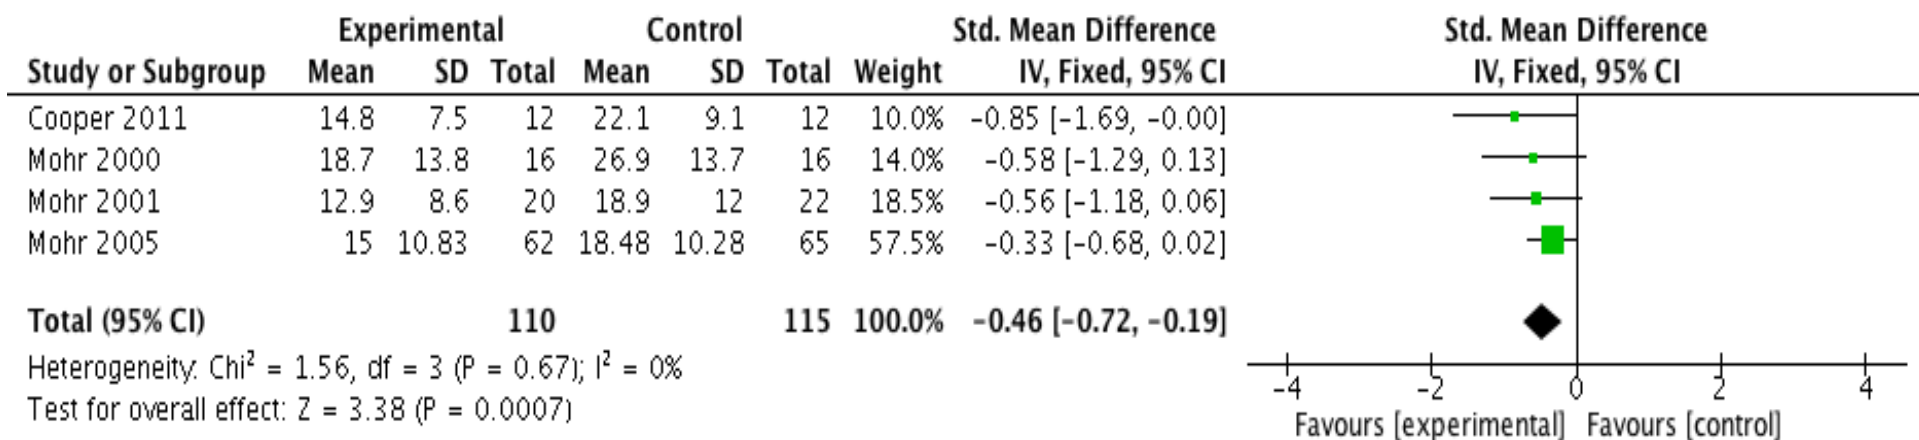 Experimental Control Std. Mean Difference Std. Mean Difference
Study or Subgroup Mean SD Total Mean SD Total Weight IV, Fixed, 95% CI IV, Fixed, 95% CI
Cooper 2011 14.8 7.5 12 22.1 9.1 12 10.0% −0.85 [−1.69, −0.00]
Mohr 2000 18.7 13.8 16 26.9 13.7 16 14.0% −0.58 [−1.29, 0.13]
Mohr 2001 12.9 8.6 20 18.9 12 22 18.5% −0.56 [−1.18, 0.06]
Mohr 2005 15 10.83 62 18.48 10.28 65 57.5% −0.33 [−0.68, 0.02]
Total (95% CI) 110 115 100.0% −0.46 [−0.72, −0.19]
Heterogeneity: Chi² = 1.56, df = 3 (P = 0.67); I² = 0%
Test for overall effect: Z = 3.38 (P = 0.0007)
−4 −2 0 2 4
Favours [experimental] Favours [control]